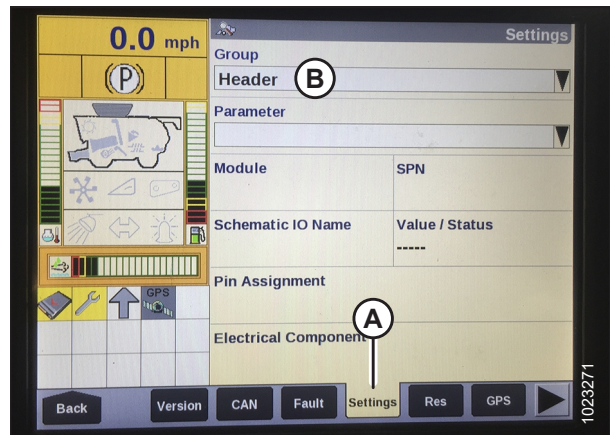 0.0 mph
(P)
Settings
Group
Header
B
Parameter
Module
SPN
Schematic IO Name
Value / Status
-----
Pin Assignment
GPS
A
Electrical Component
Back
Version
CAN
Fault
Settings
Res
GPS
1023271